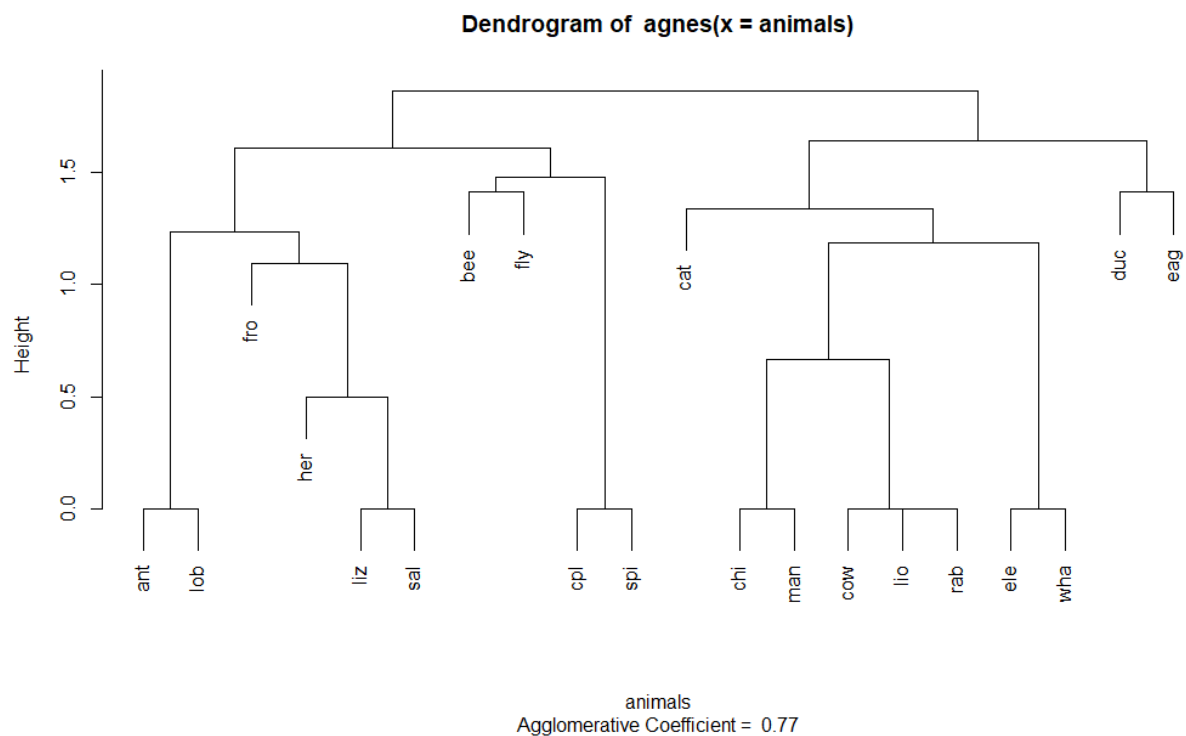 Dendrogram of  agnes(x = animals)
Height
1.5
1.0
0.5
0.0
ant
lob
fro
her
liz
sal
bee
fly
cpl
spi
cat
chi
man
cow
lio
rab
ele
wha
duc
eag
animals
Agglomerative Coefficient =  0.77